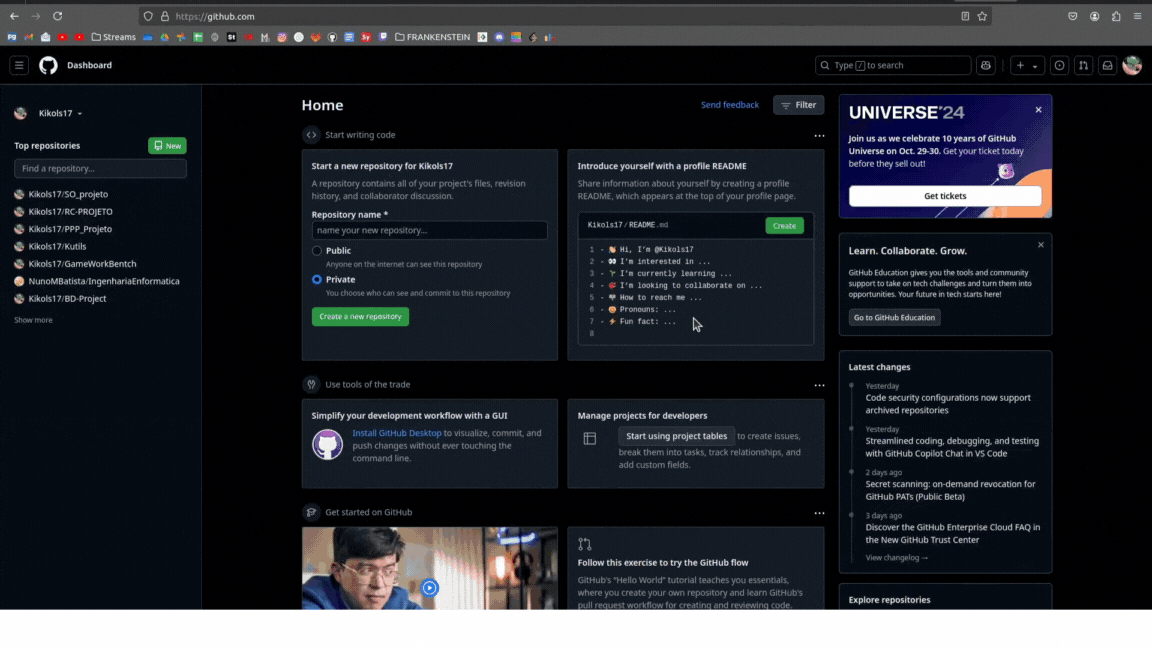 https://github.com
Streams
FRANKENSTEIN
Dashboard
Type / to search
Kikols17
Top repositories
New
Find a repository...
Kikols17/SO_projeto
Kikols17/RC-PROJETO
Kikols17/PPP_Projeto
Kikols17/Kutils
Kikols17/GameWorkBentch
NunoMBatista/IngenhariaEnformatica
Kikols17/BD-Project
Show more
Home
Send feedback
Filter
Start writing code
Start a new repository for Kikols17
A repository contains all of your project's files, revision
history, and collaborator discussion.
Repository name *
name your new repository...
Public
Anyone on the internet can see this repository
Private
You choose who can see and commit to this repository
Create a new repository
Introduce yourself with a profile README
Share information about yourself by creating a profile
README, which appears at the top of your profile page.
Kikols17/README.md
Create
1 - 👋 Hi, I'm @Kikols17
2 - 👀 I'm interested in ...
3 - 🌱 I'm currently learning ...
4 - 💞️ I'm looking to collaborate on ...
5 - 📫 How to reach me ...
6 - 😄 Pronouns: ...
7 - ⚡ Fun fact: ...
8
Use tools of the trade
Simplify your development workflow with a GUI
Install GitHub Desktop to visualize, commit, and
push changes without ever touching the
command line.
Manage projects for developers
Start using project tables to create issues,
break them into tasks, track relationships, and
add custom fields.
Get started on GitHub
Follow this exercise to try the GitHub flow
GitHub's "Hello World" tutorial teaches you essentials,
where you create your own repository and learn GitHub's
pull request workflow for creating and reviewing code.
UNIVERSE'24
Join us as we celebrate 10 years of GitHub
Universe on Oct. 29-30. Get your ticket today
before they sell out!
Get tickets
Learn. Collaborate. Grow.
GitHub Education gives you the tools and community
support to take on tech challenges and turn them into
opportunities. Your future in tech starts here!
Go to GitHub Education
Latest changes
Yesterday
Code security configurations now support
archived repositories
Yesterday
Streamlined coding, debugging, and testing
with GitHub Copilot Chat in VS Code
2 days ago
Secret scanning: on-demand revocation for
GitHub PATs (Public Beta)
3 days ago
Discover the GitHub Enterprise Cloud FAQ in
the New GitHub Trust Center
View changelog →
Explore repositories